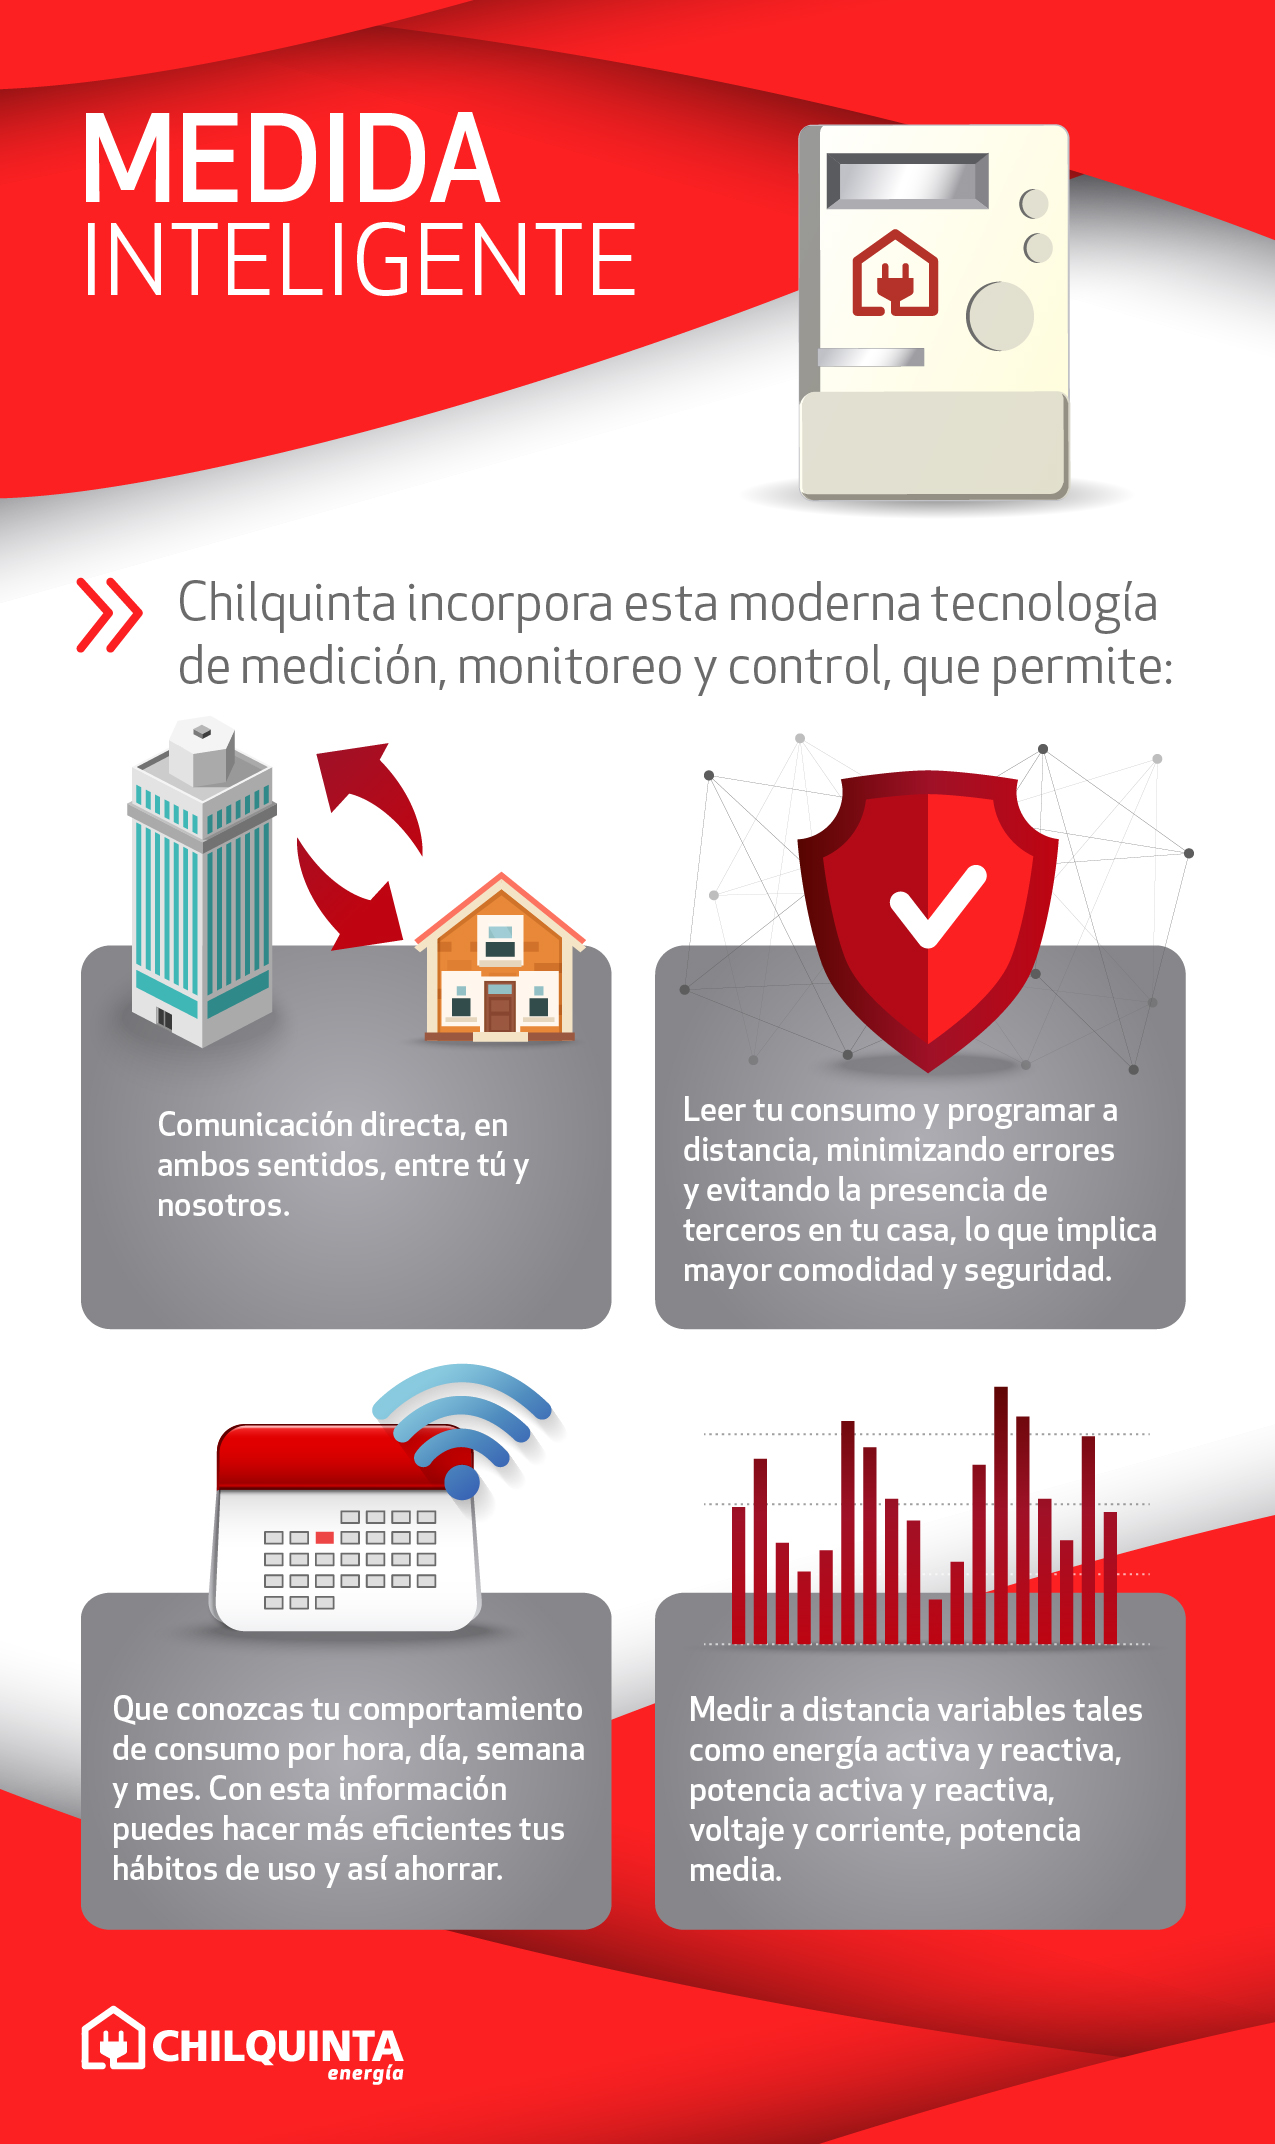 MEDIDA
INTELIGENTE
Chilquinta incorpora esta moderna tecnología
de medición, monitoreo y control, que permite:
Comunicación directa, en
ambos sentidos, entre tú y
nosotros.
Leer tu consumo y programar a
distancia, minimizando errores
y evitando la presencia de
terceros en tu casa, lo que implica
mayor comodidad y seguridad.
Que conozcas tu comportamiento
de consumo por hora, día, semana
y mes. Con esta información
puedes hacer más eficientes tus
hábitos de uso y así ahorrar.
Medir a distancia variables tales
como energía activa y reactiva,
potencia activa y reactiva,
voltaje y corriente, potencia
media.
CHILQUINTA
energía